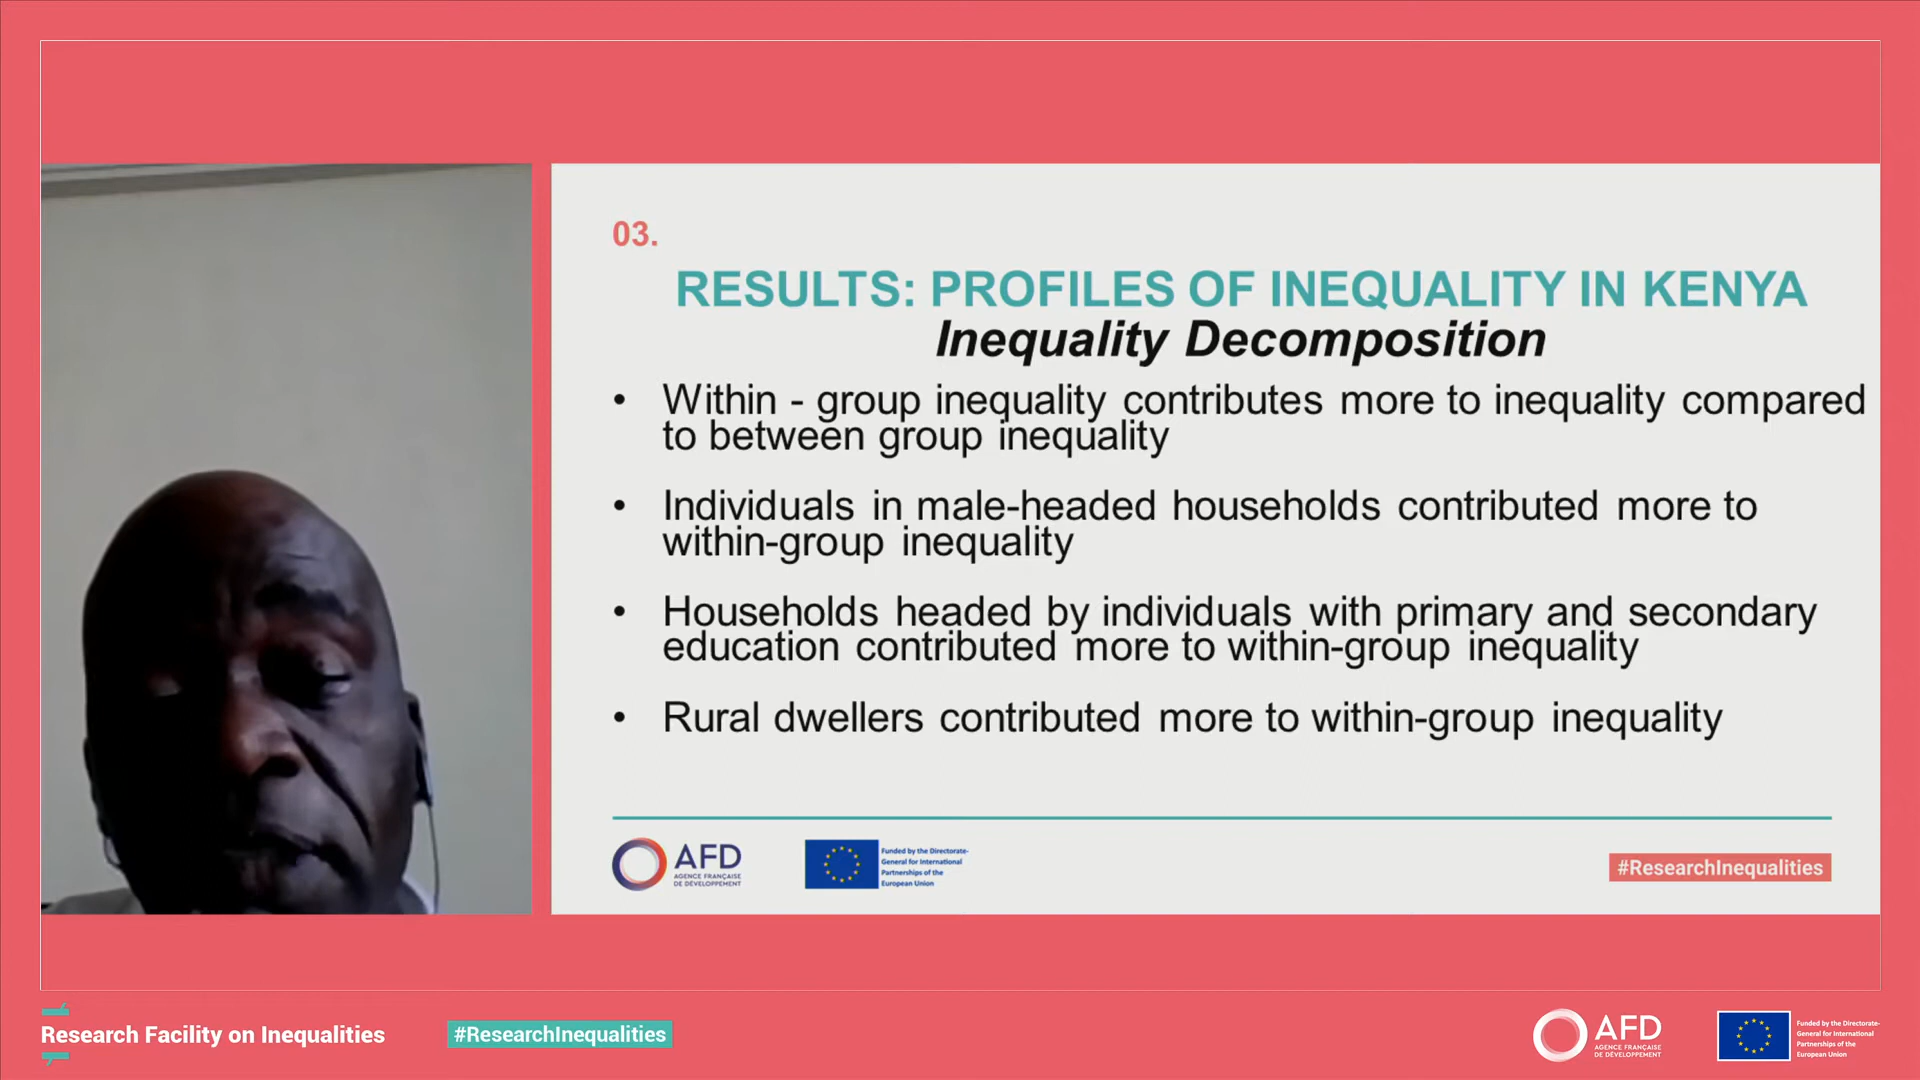 03.
RESULTS: PROFILES OF INEQUALITY IN KENYA
Inequality Decomposition
• Within - group inequality contributes more to inequality compared
to between group inequality
• Individuals in male-headed households contributed more to
within-group inequality
• Households headed by individuals with primary and secondary
education contributed more to within-group inequality
• Rural dwellers contributed more to within-group inequality
AFD
AGENCE FRANÇAISE
DE DÉVELOPPEMENT
Funded by the Directorate-
General for International
Partnerships of the
European Union
#ResearchInequalities
Research Facility on Inequalities
#ResearchInequalities
AFD
AGENCE FRANÇAISE
DE DÉVELOPPEMENT
Funded by the Directorate-
General for International
Partnerships of the
European Union